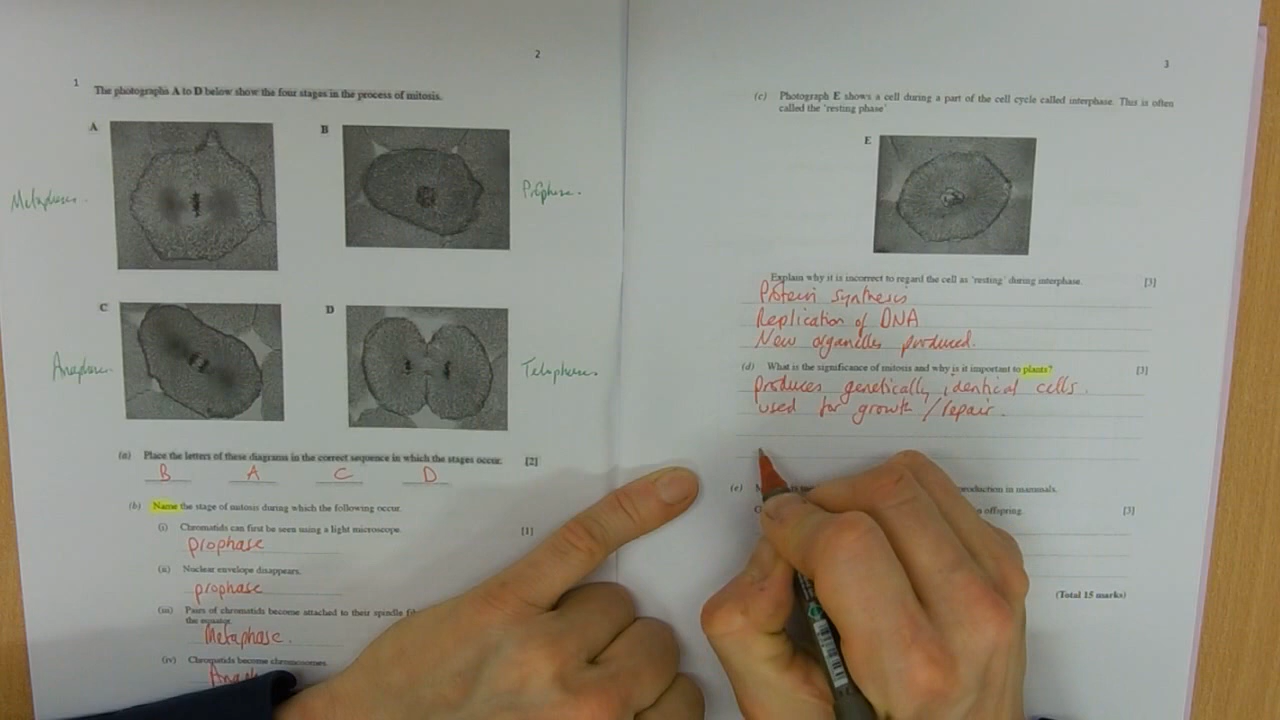 2
1
The photographs A to D below show the four stages in the process of mitosis.
A
B
Metaphase.
Prophase.
C
D
Anaphase
Telophase
(a) Place the letters of these diagrams in the correct sequence in which the stages occur. [2]
B A C D
(b) Name the stage of mitosis during which the following occur.
(i) Chromatids can first be seen using a light microscope. [1]
prophase
(ii) Nuclear envelope disappears.
prophase
(iii) Pairs of chromatids become attached to their spindle
the equator.
Metaphase.
(iv) Chromatids become chromosomes.
3
(c) Photograph E shows a cell during a part of the cell cycle called interphase. This is often
called the 'resting phase'
E
Explain why it is incorrect to regard the cell as 'resting' during interphase. [3]
Protein synthesis
Replication of DNA
New organelles produced.
(d) What is the significance of mitosis and why is it important to plants? [3]
produces genetically identical cells.
used for growth / repair.
(e) production in mammals.
offspring. [3]
(Total 15 marks)